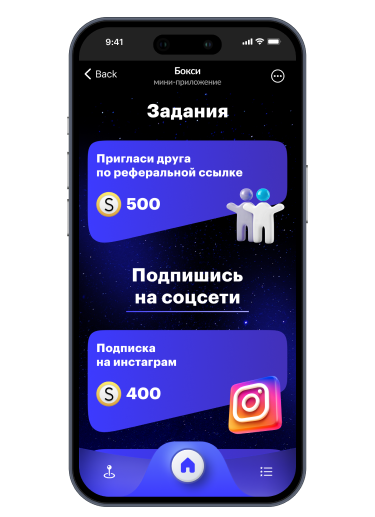 9:41
Back
Бокси
мини-приложение
Задания
Пригласи друга
по реферальной ссылке
S 500
Подпишись
на соцсети
Подписка
на инстаграм
S 400